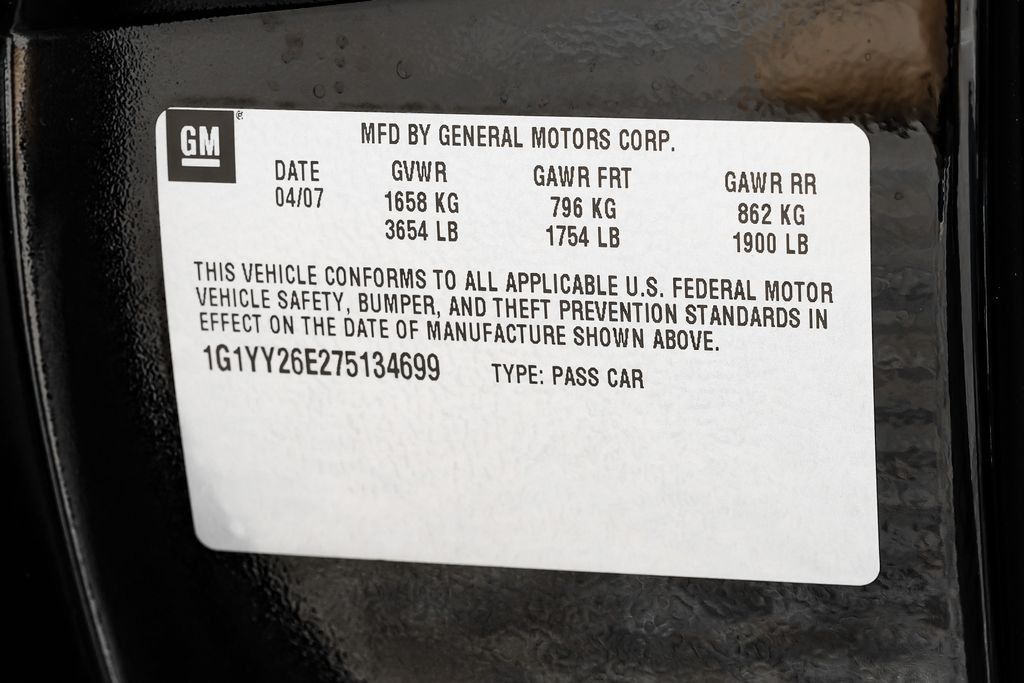 GM®
MFD BY GENERAL MOTORS CORP.
DATE GVWR GAWR FRT GAWR RR
04/07 1658 KG 796 KG 862 KG
3654 LB 1754 LB 1900 LB
THIS VEHICLE CONFORMS TO ALL APPLICABLE U.S. FEDERAL MOTOR
VEHICLE SAFETY, BUMPER, AND THEFT PREVENTION STANDARDS IN
EFFECT ON THE DATE OF MANUFACTURE SHOWN ABOVE.
1G1YY26E275134699 TYPE: PASS CAR